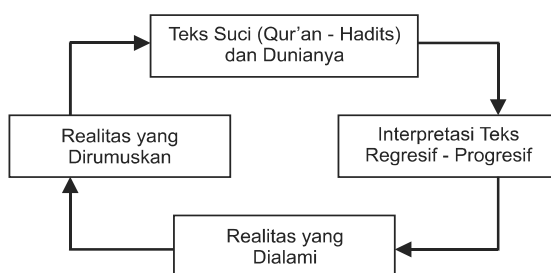 Teks Suci (Qur'an - Hadits)
dan Dunianya
Realitas yang
Dirumuskan
Interpretasi Teks
Regresif - Progresif
Realitas yang
Dialami